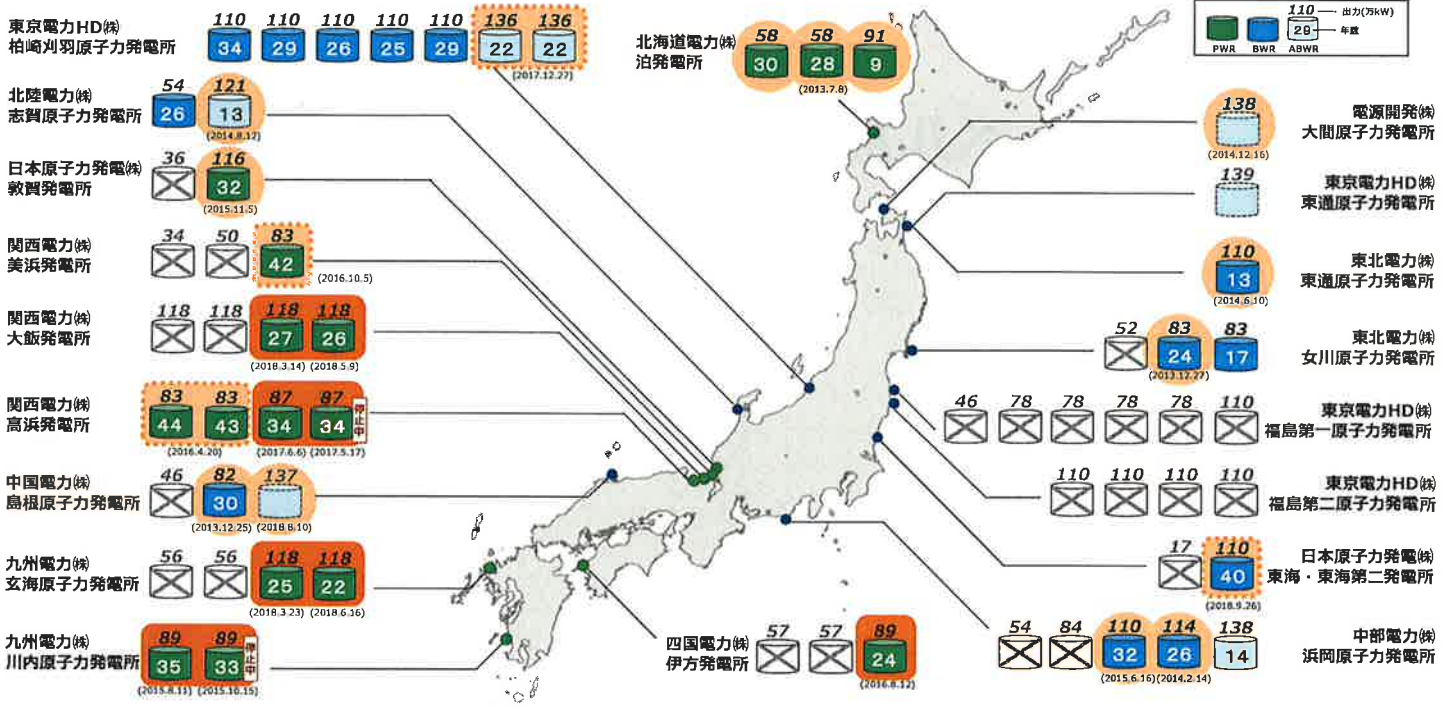 東京電力HD(株)
柏崎刈羽原子力発電所
110 110 110 110 110 136 136
34 29 26 25 29 22 22
(2017.12.27)
北陸電力(株)
志賀原子力発電所
54 121
26 13
(2014.8.12)
日本原子力発電(株)
敦賀発電所
36 116
32
(2015.11.5)
関西電力(株)
美浜発電所
34 50 83
42
(2016.10.5)
関西電力(株)
大飯発電所
118 118 118 118
27 26
(2018.3.14) (2018.5.9)
関西電力(株)
高浜発電所
83 83 87 87
44 43 34 34
停止中
(2016.4.20) (2017.6.6) (2017.5.17)
中国電力(株)
島根原子力発電所
46 82 137
30
(2013.12.25) (2018.8.10)
九州電力(株)
玄海原子力発電所
56 56 118 118
25 22
(2018.3.23) (2018.6.16)
九州電力(株)
川内原子力発電所
89 89
35 33
停止中
(2015.8.11) (2015.10.15)
北海道電力(株)
泊発電所
58 58 91
30 28 9
(2013.7.8)
四国電力(株)
伊方発電所
57 57 89
24
(2016.8.12)
110 出力(万kW)
29 年数
PWR BWR ABWR
138
電源開発(株)
大間原子力発電所
(2014.12.16)
139
東京電力HD(株)
東通原子力発電所
110
13
東北電力(株)
東通原子力発電所
(2014.6.10)
52 83 83
24 17
東北電力(株)
女川原子力発電所
(2013.12.27)
46 78 78 78 78 110
東京電力HD(株)
福島第一原子力発電所
110 110 110 110
東京電力HD(株)
福島第二原子力発電所
17 110
40
日本原子力発電(株)
東海・東海第二発電所
(2018.9.26)
54 84 110 114 138
32 26 14
中部電力(株)
浜岡原子力発電所
(2015.6.16) (2014.2.14)